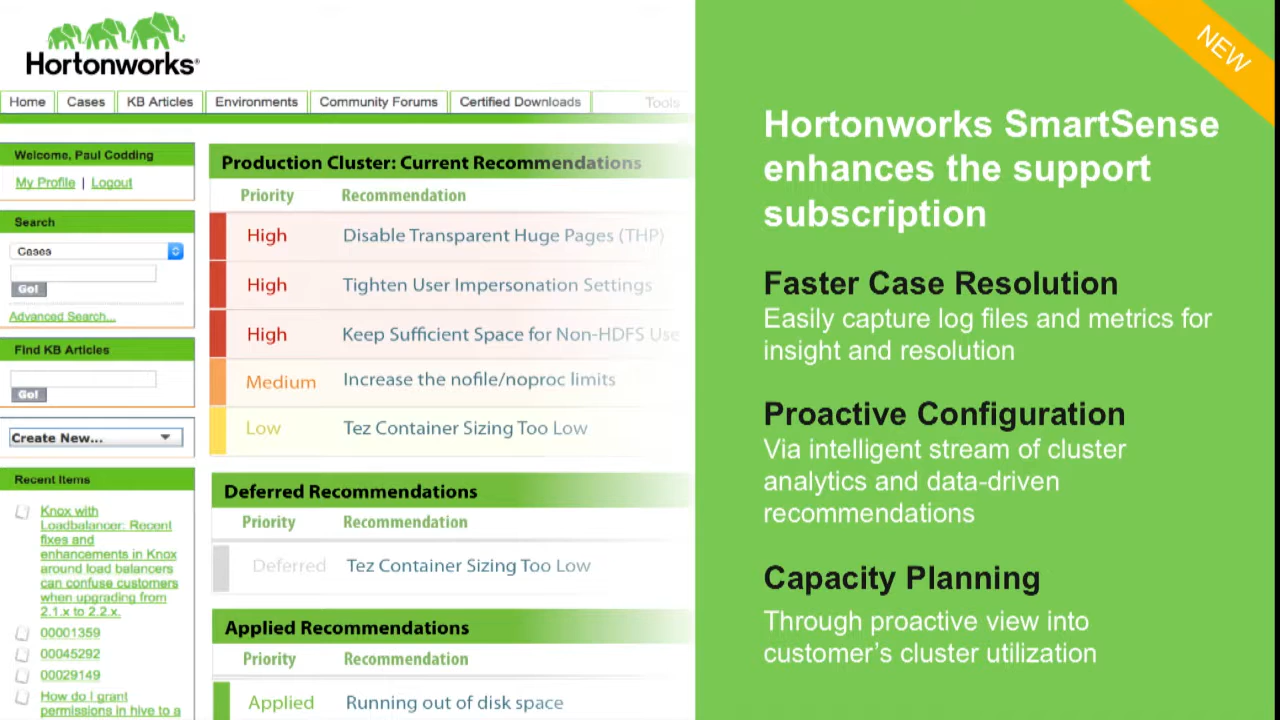 Hortonworks®
Home
Cases
KB Articles
Environments
Community Forums
Certified Downloads
Tools
Welcome, Paul Codding
My Profile | Logout
Search
Cases
Go!
Advanced Search...
Find KB Articles
Go!
Create New...
Recent Items
Knox with
Loadbalancer: Recent
fixes and
enhancements in Knox
around load balancers
can confuse customers
when upgrading from
2.1.x to 2.2.x.
00001359
00045292
00029149
How do I grant
permissions in hive to a
Production Cluster: Current Recommendations
Priority Recommendation
High Disable Transparent Huge Pages (THP)
High Tighten User Impersonation Settings
High Keep Sufficient Space for Non-HDFS Use
Medium Increase the nofile/noproc limits
Low Tez Container Sizing Too Low
Deferred Recommendations
Priority Recommendation
Deferred Tez Container Sizing Too Low
Applied Recommendations
Priority Recommendation
Applied Running out of disk space
NEW
Hortonworks SmartSense
enhances the support
subscription
Faster Case Resolution
Easily capture log files and metrics for
insight and resolution
Proactive Configuration
Via intelligent stream of cluster
analytics and data-driven
recommendations
Capacity Planning
Through proactive view into
customer's cluster utilization